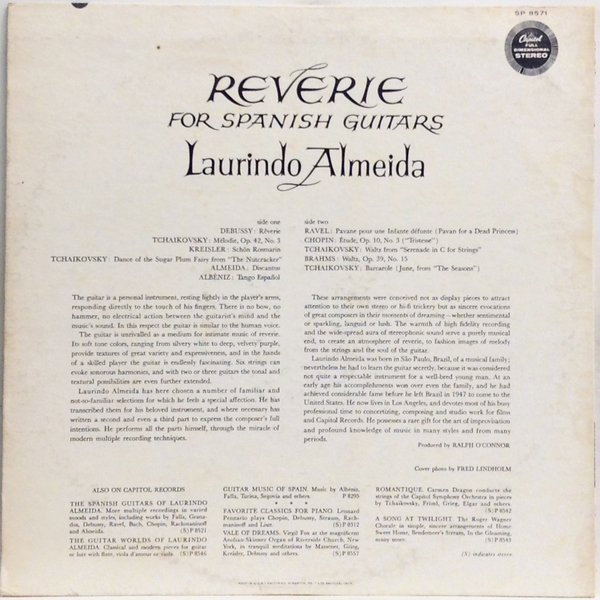 SP 8571
Capitol
FULL
DIMENSIONAL
STEREO
REVERIE
FOR SPANISH GUITARS
Laurindo Almeida
side one
DEBUSSY: Rêverie
TCHAIKOVSKY: Mélodie, Op. 42, No. 3
KREISLER: Schön Rosmarin
TCHAIKOVSKY: Dance of the Sugar Plum Fairy from "The Nutcracker"
ALMEIDA: Discantus
ALBÉNIZ: Tango Español
side two
RAVEL: Pavane pour une Infante défunte (Pavan for a Dead Princess)
CHOPIN: Étude, Op. 10, No. 3 ("Tristesse")
TCHAIKOVSKY: Waltz from "Serenade in C for Strings"
BRAHMS: Waltz, Op. 39, No. 15
TCHAIKOVSKY: Barcarole (June, from "The Seasons")
The guitar is a personal instrument, resting lightly in the player's arms,
responding directly to the touch of his fingers. There is no bow, no
hammer, no electrical action between the guitarist's mind and the
music's sound. In this respect the guitar is similar to the human voice.
The guitar is unrivalled as a medium for intimate music of reverie.
Its soft tone colors, ranging from silvery white to deep, velvety purple,
provide textures of great variety and expressiveness, and in the hands
of a skilled player the guitar is endlessly fascinating. Six strings can
evoke sonorous harmonies, and with two or three guitars the tonal and
textural possibilities are even further extended.
Laurindo Almeida has here chosen a number of familiar and
not-so-familiar selections for which he feels a special affection. He has
transcribed them for his beloved instrument, and where necessary has
written a second and even a third part to express the composer's full
intentions. He performs all the parts himself, through the miracle of
modern multiple recording techniques.
These arrangements were conceived not as display pieces to attract
attention to their own stereo or hi-fi trickery but as sincere evocations
of great composers in their moments of dreaming – whether sentimental
or sparkling, languid or lush. The warmth of high fidelity recording
and the wide-spread aura of stereophonic sound serve a purely musical
end, to create an atmosphere of reverie, to fashion images of melody
from the strings and the soul of the guitar.
Laurindo Almeida was born in São Paulo, Brazil, of a musical family;
nevertheless he had to learn the guitar secretly, because it was considered
not quite a respectable instrument for a well-bred young man. At an
early age his accomplishments won over even the family, and he had
achieved considerable fame before he left Brazil in 1947 to come to the
United States. He now lives in Los Angeles, and devotes most of his busy
professional time to concertizing, composing and studio work for films
and Capitol Records. He possesses a rare gift for the art of improvisation
and profound knowledge of music in many styles and from many
periods.
Produced by RALPH O'CONNOR
Cover photo by FRED LINDHOLM
ALSO ON CAPITOL RECORDS
THE SPANISH GUITARS OF LAURINDO
ALMEIDA. More multiple recordings in varied
moods and styles, including works by Falla, Grana-
dos, Debussy, Ravel, Bach, Chopin, Rachmaninoff
and Almeida. (S)P 8521
THE GUITAR WORLDS OF LAURINDO
ALMEIDA. Classical and modern pieces for guitar
or lute with flute, viola d'amour or viola. (S)P 8546
GUITAR MUSIC OF SPAIN. Music by Albéniz,
Falla, Turina, Segovia and others. P 8295
* * *
FAVORITE CLASSICS FOR PIANO. Leonard
Pennario plays Chopin, Debussy, Strauss, Rach-
maninoff and Liszt. (S)P 8312
VALE OF DREAMS. Virgil Fox at the magnificent
Aeolian-Skinner Organ of Riverside Church, New
York, in tranquil meditations by Massenet, Grieg,
Kreisler, Debussy and others. (S)P 8557
ROMANTIQUE. Carmen Dragon conducts the
strings of the Capitol Symphony Orchestra in pieces
by Tchaikovsky, Friml, Grieg, Elgar and others.
(S)P 8542
A SONG AT TWILIGHT. The Roger Wagner
Chorale in simple, sincere arrangements of Home
Sweet Home, Bendemeer's Stream, In the Gloaming,
many more. (S)P 8543
(S) indicates stereo.